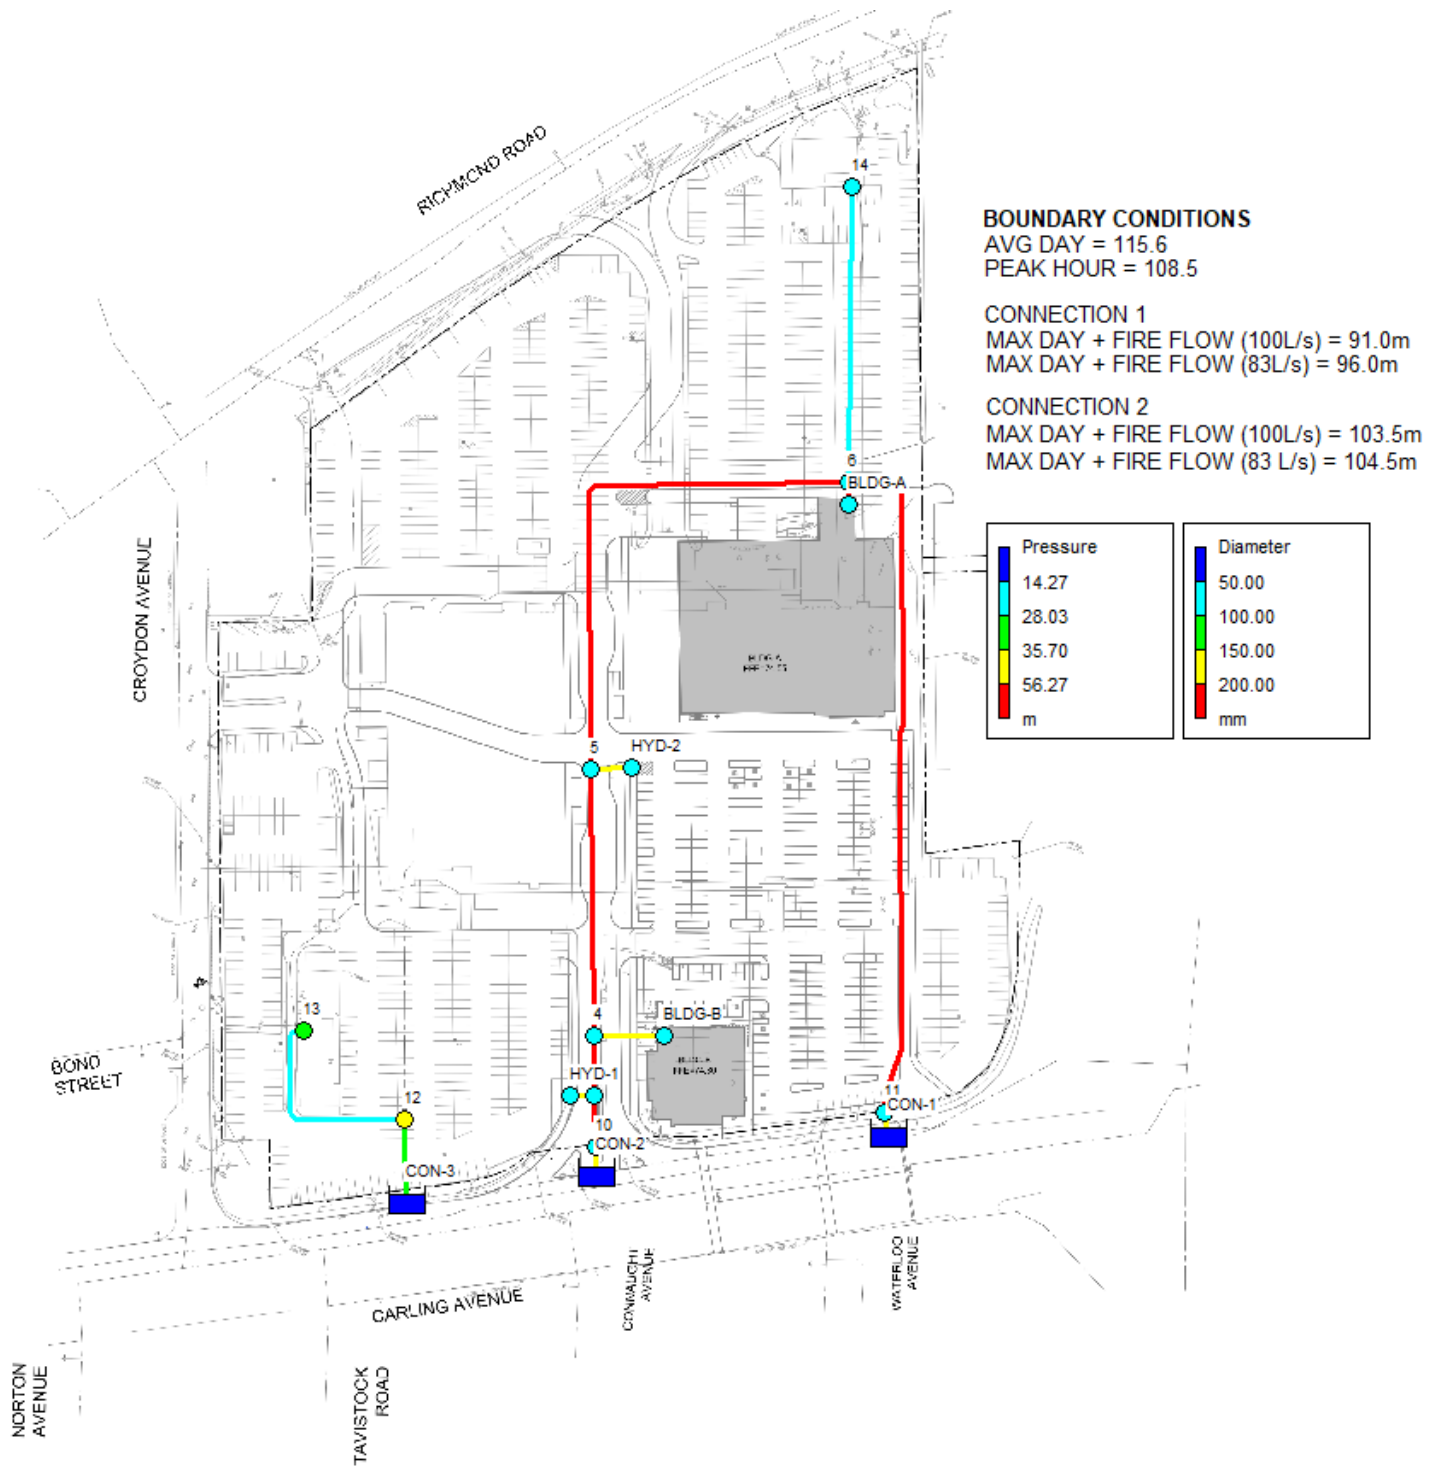 RICHMOND ROAD
14
BOUNDARY CONDITIONS
AVG DAY = 115.6
PEAK HOUR = 108.5
CONNECTION 1
MAX DAY + FIRE FLOW (100L/s) = 91.0m
MAX DAY + FIRE FLOW (83L/s) = 96.0m
CONNECTION 2
MAX DAY + FIRE FLOW (100L/s) = 103.5m
MAX DAY + FIRE FLOW (83 L/s) = 104.5m
6
BLDG-A
Pressure
14.27
28.03
35.70
56.27
m
Diameter
50.00
100.00
150.00
200.00
mm
CROYDON AVENUE
BLDG A
5
HYD-2
13
4
BLDG-B
BOND
STREET
HYD-1
12
11
CON-1
10
CON-2
CON-3
CONNAUGHT
AVENUE
WATERLOO
AVENUE
CARLING AVENUE
NORTON
AVENUE
TAVISTOCK
ROAD